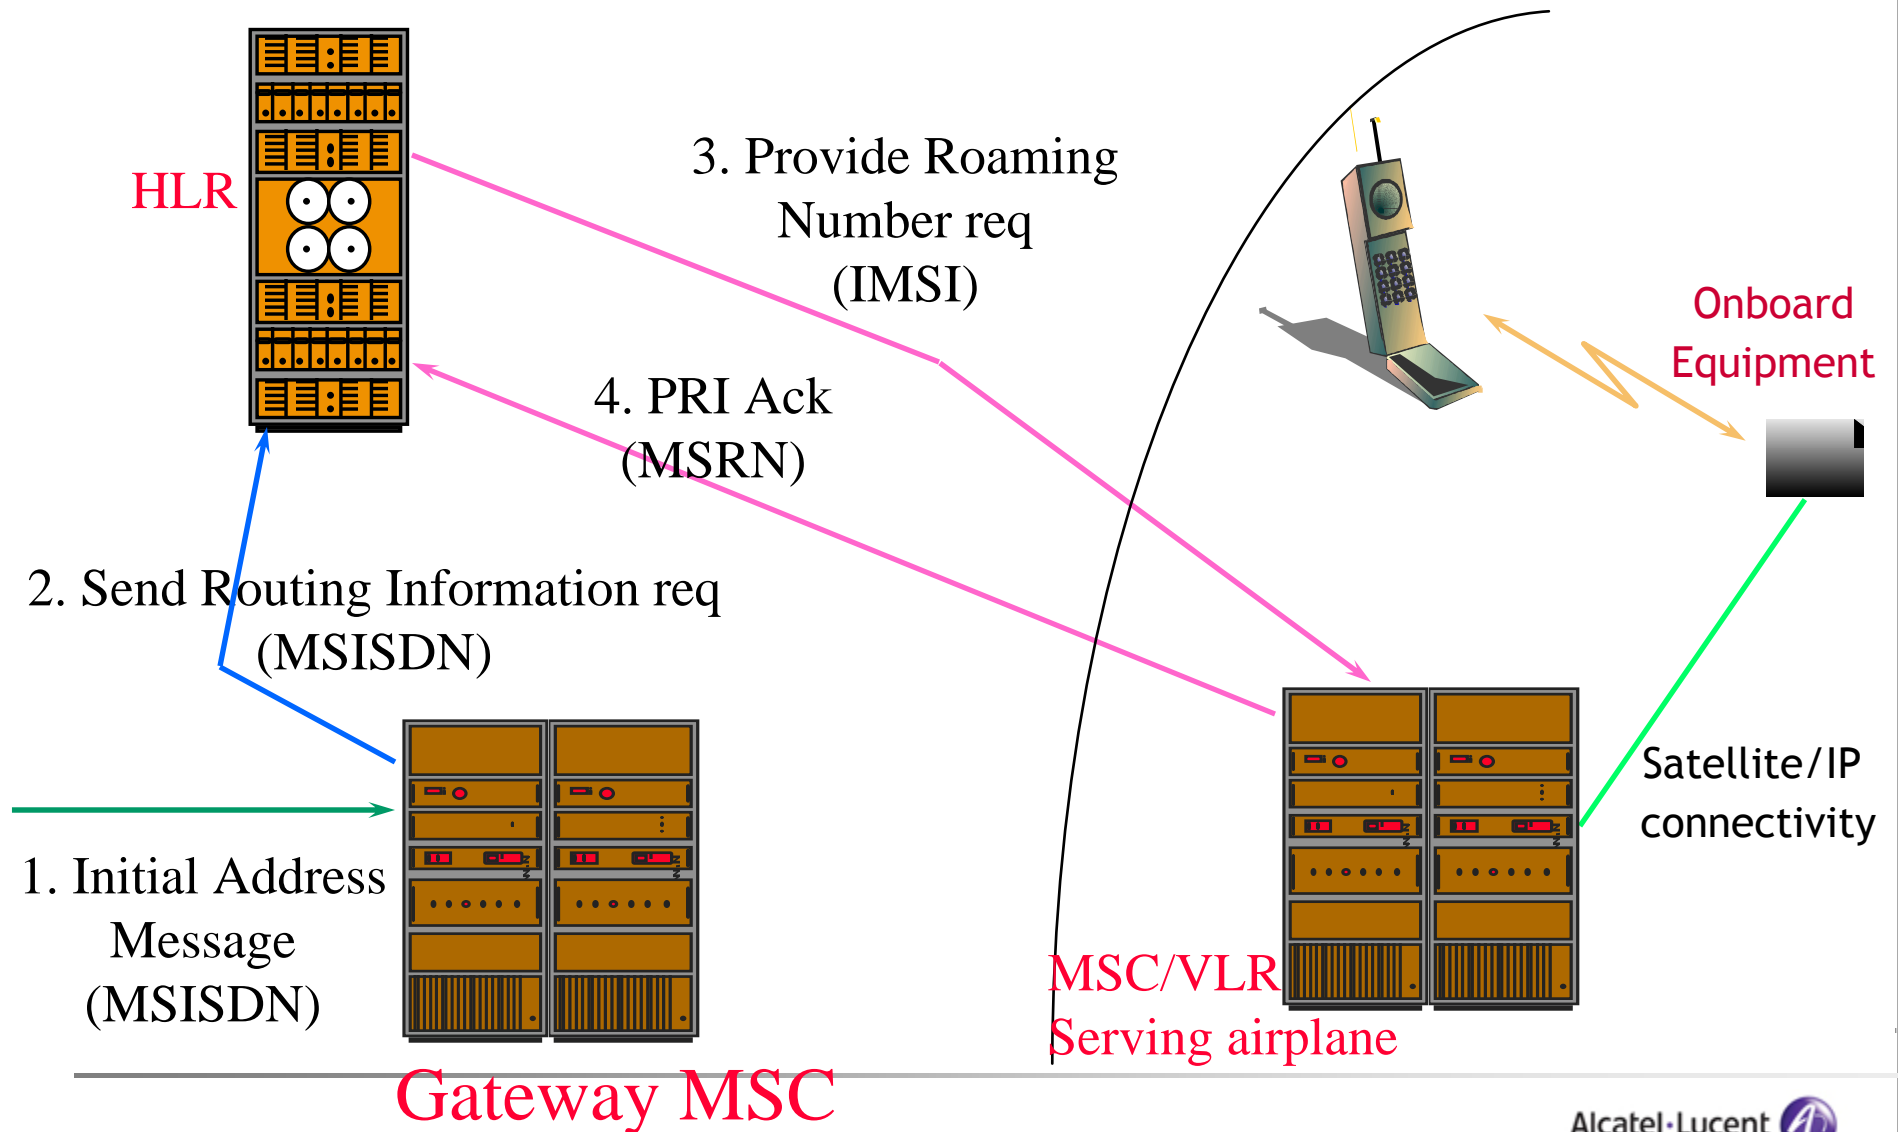 HLR
3. Provide Roaming
Number req
(IMSI)
Onboard
Equipment
4. PRI Ack
(MSRN)
2. Send Routing Information req
(MSISDN)
Satellite/IP
connectivity
1. Initial Address
Message
(MSISDN)
MSC/VLR
Serving airplane
Gateway MSC
Alcatel·Lucent